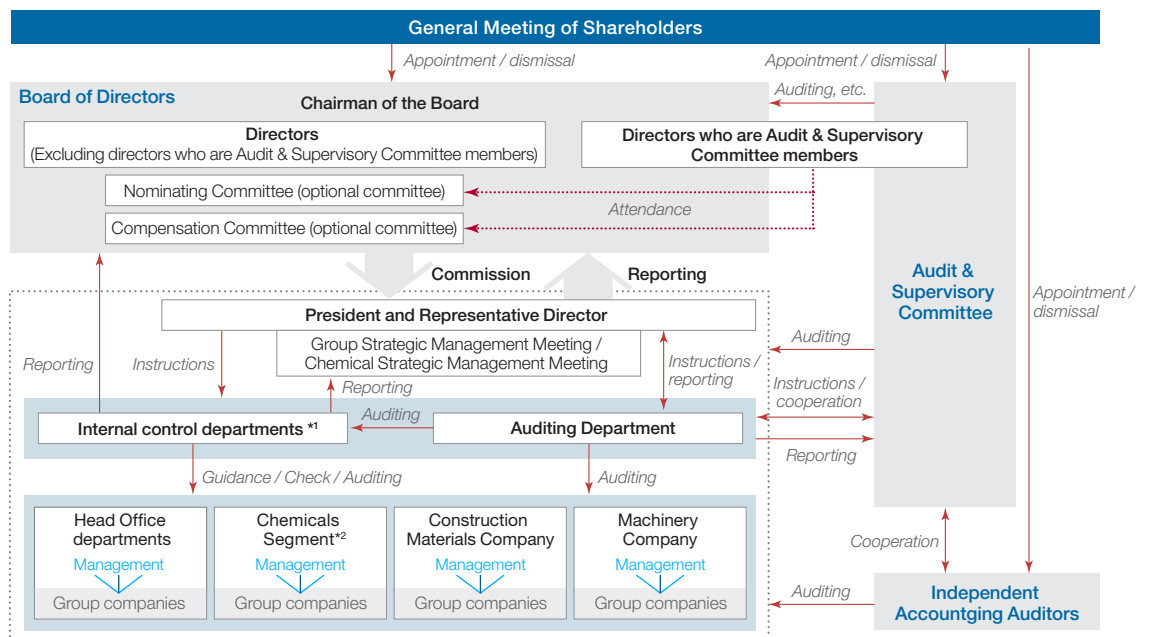 General Meeting of Shareholders
Appointment / dismissal
Appointment / dismissal
Board of Directors
Chairman of the Board
Auditing, etc.
Directors
(Excluding directors who are Audit & Supervisory Committee members)
Directors who are Audit & Supervisory
Committee members
Nominating Committee (optional committee)
Attendance
Compensation Committee (optional committee)
Commission
Reporting
Audit &
Supervisory
Committee
Appointment /
dismissal
President and Representative Director
Group Strategic Management Meeting /
Chemical Strategic Management Meeting
Reporting
Instructions
Reporting
Instructions /
reporting
Auditing
Instructions /
cooperation
Auditing
Internal control departments *1
Auditing Department
Reporting
Guidance / Check / Auditing
Auditing
Head Office
departments
Management
Group companies
Chemicals
Segment*2
Management
Group companies
Construction
Materials Company
Management
Group companies
Machinery
Company
Management
Group companies
Cooperation
Auditing
Independent
Accountging Auditors